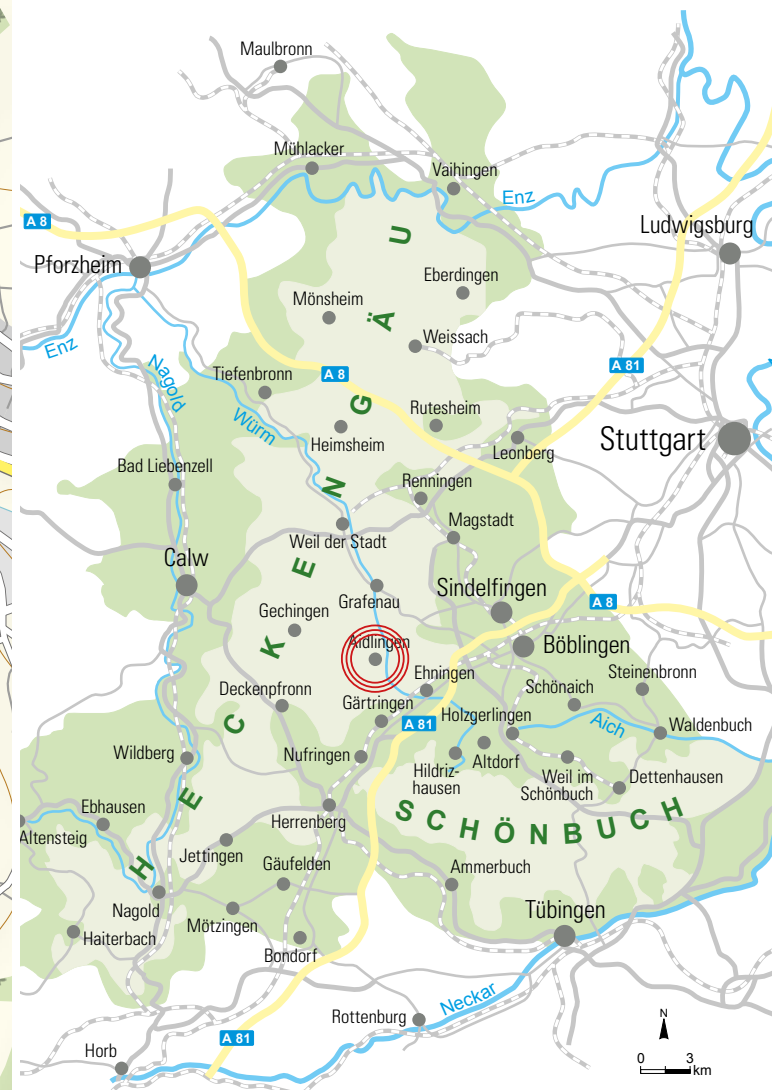 Maulbronn
Mühlacker
Vaihingen
Enz
A 8
Ludwigsburg
Pforzheim
Eberdingen
Mönsheim
Weissach
Enz
Nagold
A 81
Tiefenbronn
A 8
Würm
Rutesheim
Heimsheim
Stuttgart
Leonberg
Bad Liebenzell
Renningen
Magstadt
Weil der Stadt
Calw
Sindelfingen
Grafenau
A 8
Gechingen
Aidlingen
Böblingen
Ehningen
Steinenbronn
Deckenpfronn
Schönaich
Gärtringen
A 81
Holzgerlingen
Aich
Waldenbuch
Wildberg
Nufringen
Altdorf
Hildriz-
hausen
Weil im
Schönbuch
Dettenhausen
HECKENGÄU
SCHÖNBUCH
Ebhausen
Altensteig
Herrenberg
Jettingen
Gäufelden
Ammerbuch
Nagold
Mötzingen
Tübingen
Haiterbach
Bondorf
Neckar
Rottenburg
A 81
Horb
N
0 3
km